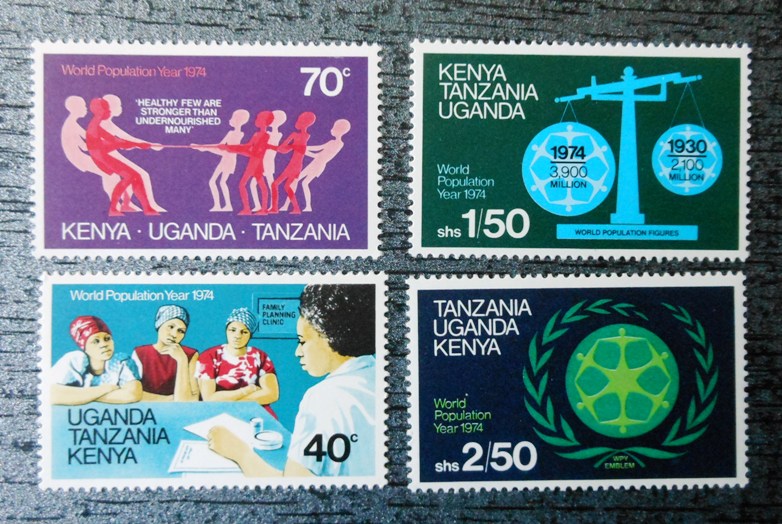 World Population Year 1974
70c
'HEALTHY FEW ARE
STRONGER THAN
UNDERNOURISHED
MANY'
KENYA · UGANDA · TANZANIA
KENYA
TANZANIA
UGANDA
World
Population
Year 1974
shs 1/50
1974
3,900
MILLION
1930
2,100
MILLION
WORLD POPULATION FIGURES
World Population Year 1974
FAMILY
PLANNING
CLINIC
UGANDA
TANZANIA
KENYA
40c
TANZANIA
UGANDA
KENYA
World
Population
Year 1974
shs 2/50
WPY
EMBLEM